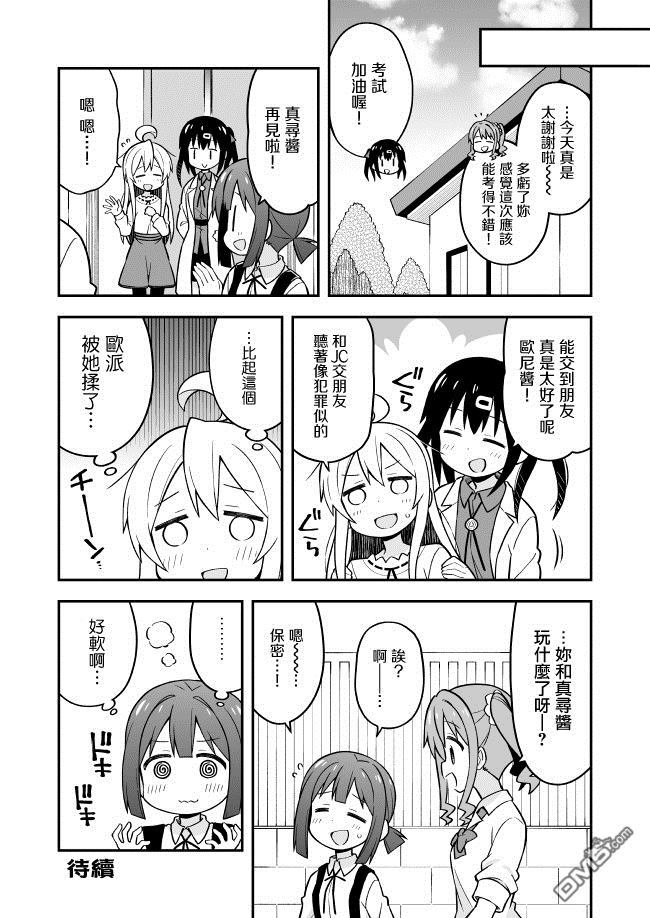 …今天真是
太謝謝啦～～
多虧了妳
感覺這次應該
能考得不錯！
考試
加油喔！
真尋醬
再見啦！
嗯嗯…！
能交到朋友
真是太好了呢
歐尼醬！
和JC交朋友
聽著像犯罪似的
ぐら
ぐら
…比起這個
歐派
被她揉了…
チーン
…妳和真尋醬
玩什麼了呀—？
誒？
啊—…
嗯～～～
保密…！
……
好軟啊…
ドキ
ドキ
待續
DM5.COM